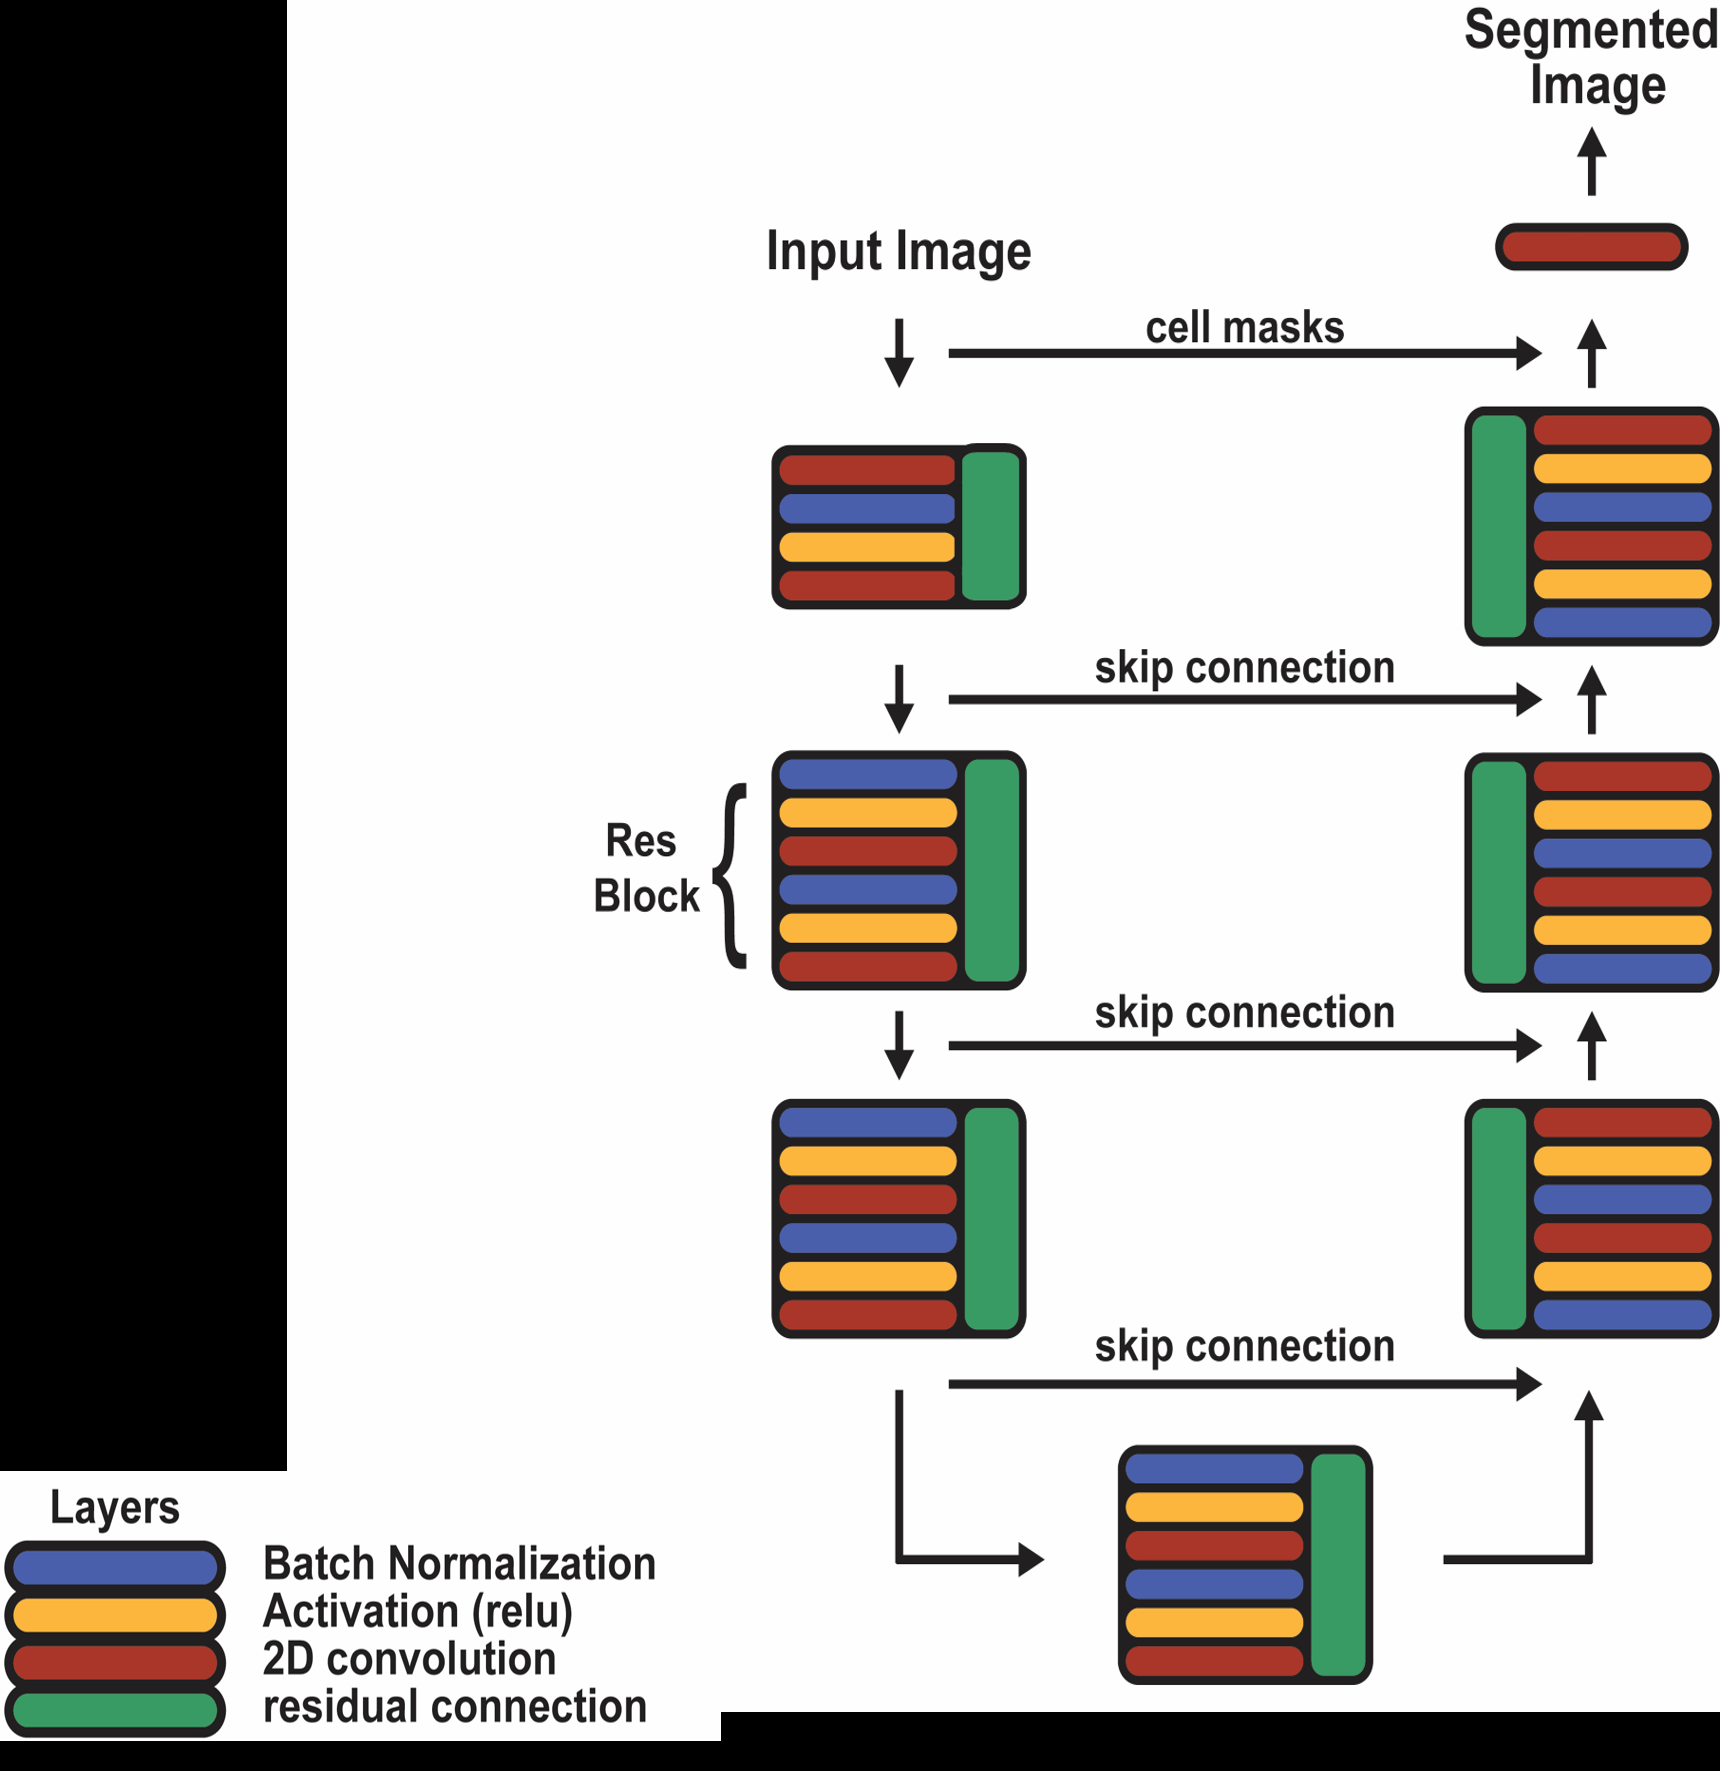 Segmented
Image
Input Image
cell masks
skip connection
Res
Block
skip connection
skip connection
Layers
Batch Normalization
Activation (relu)
2D convolution
residual connection